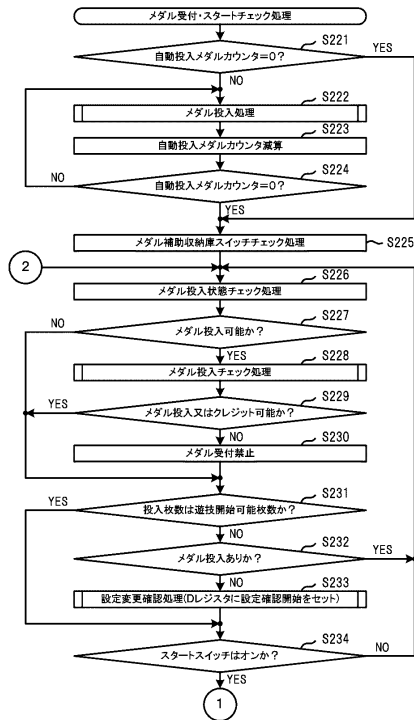 メダル受付・スタートチェック処理
S221
自動投入メダルカウンタ=0?
YES
NO
S222
メダル投入処理
S223
自動投入メダルカウンタ減算
S224
自動投入メダルカウンタ=0?
NO
YES
メダル補助収納庫スイッチチェック処理
S225
2
S226
メダル投入状態チェック処理
S227
メダル投入可能か?
NO
YES
S228
メダル投入チェック処理
S229
メダル投入又はクレジット可能か?
YES
NO
S230
メダル受付禁止
S231
投入枚数は遊技開始可能枚数か?
YES
NO
S232
メダル投入ありか?
YES
NO
S233
設定変更確認処理(Dレジスタに設定確認開始をセット)
S234
スタートスイッチはオンか?
NO
YES
1